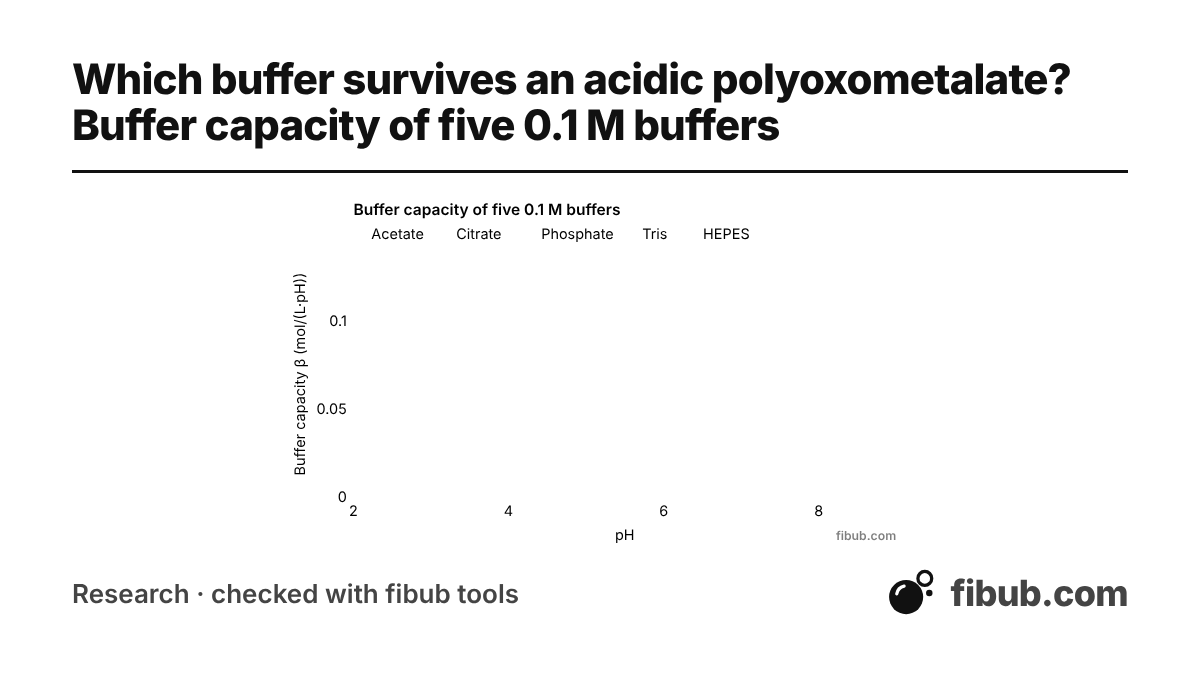 Which buffer survives an acidic polyoxometalate?
Buffer capacity of five 0.1 M buffers
Buffer capacity of five 0.1 M buffers
Acetate Citrate Phosphate Tris HEPES
Buffer capacity β (mol/(L·pH))
0.1
0.05
0
2 4 6 8
pH
fibub.com
Research · checked with fibub tools
fibub.com